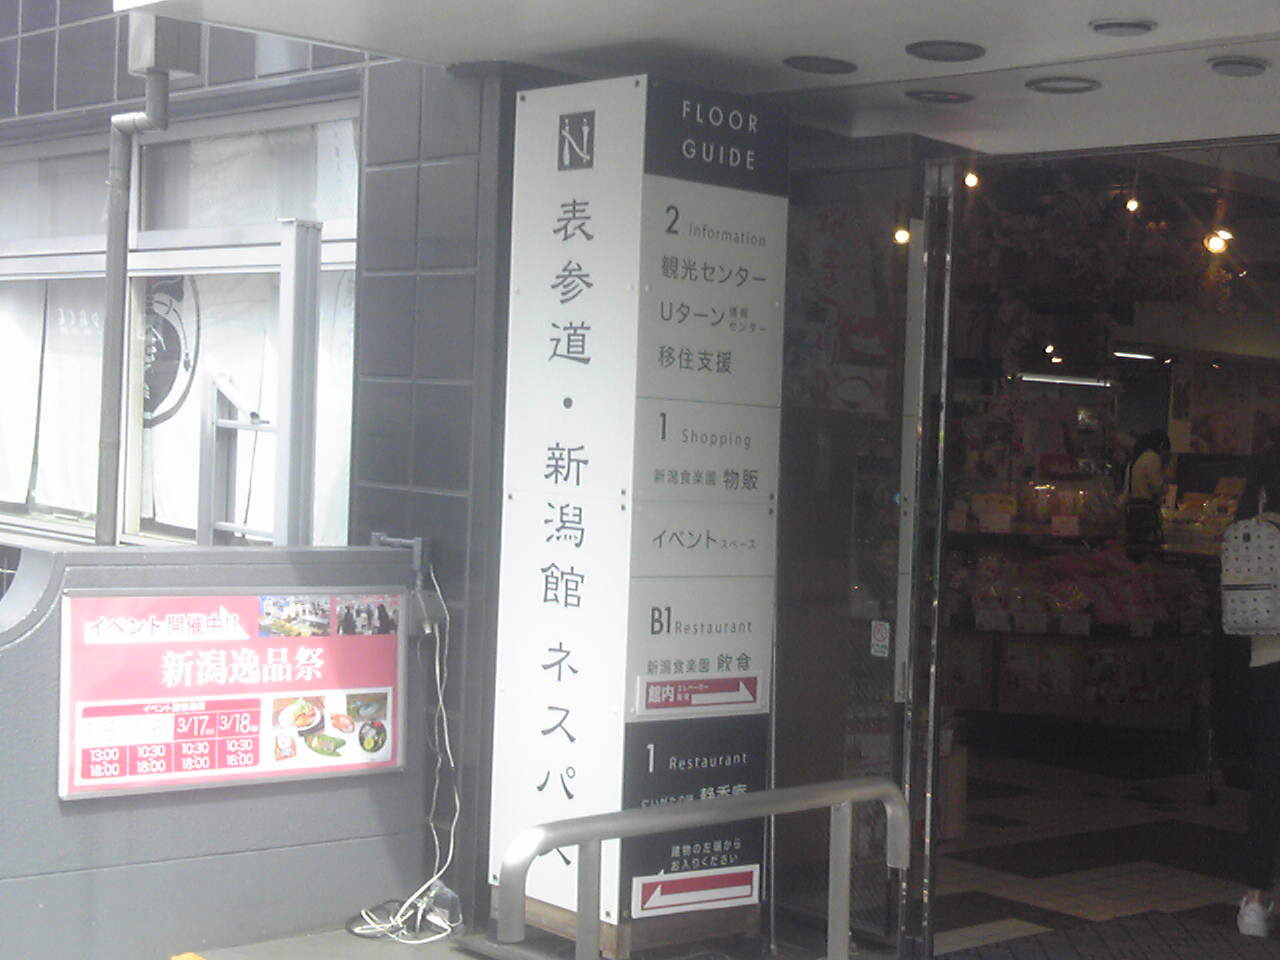 表参道・新潟館 ネスパス
FLOOR
GUIDE
2 Information
観光センター
Uターン情報センター
移住支援
1 Shopping
新潟食楽園 物販
イベントスペース
B1 Restaurant
新潟食楽園 飲食
館内
1 Restaurant
静香庵
建物の左端から
お入りください
イベント開催中!!
新潟逸品祭
3/17 3/18
13:00 10:30 10:30 10:30
18:00 18:00 18:00 16:00